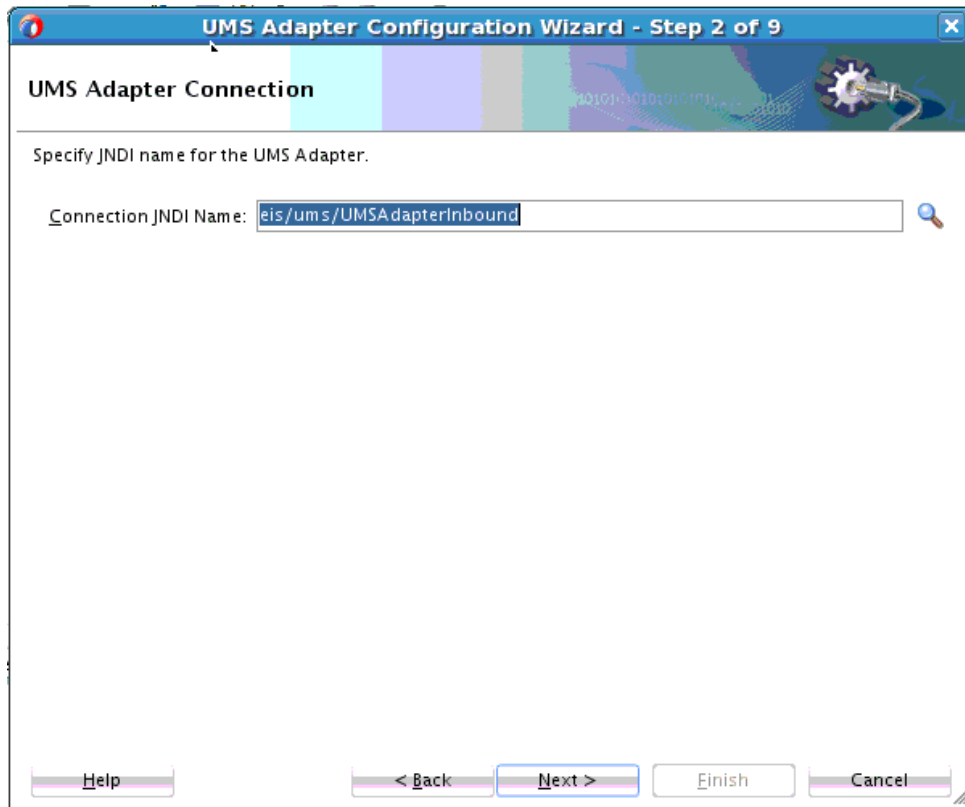 UMS Adapter Configuration Wizard - Step 2 of 9
UMS Adapter Connection
Specify JNDI name for the UMS Adapter.
Connection JNDI Name: eis/ums/UMSAdapterInbound
Help < Back Next > Finish Cancel